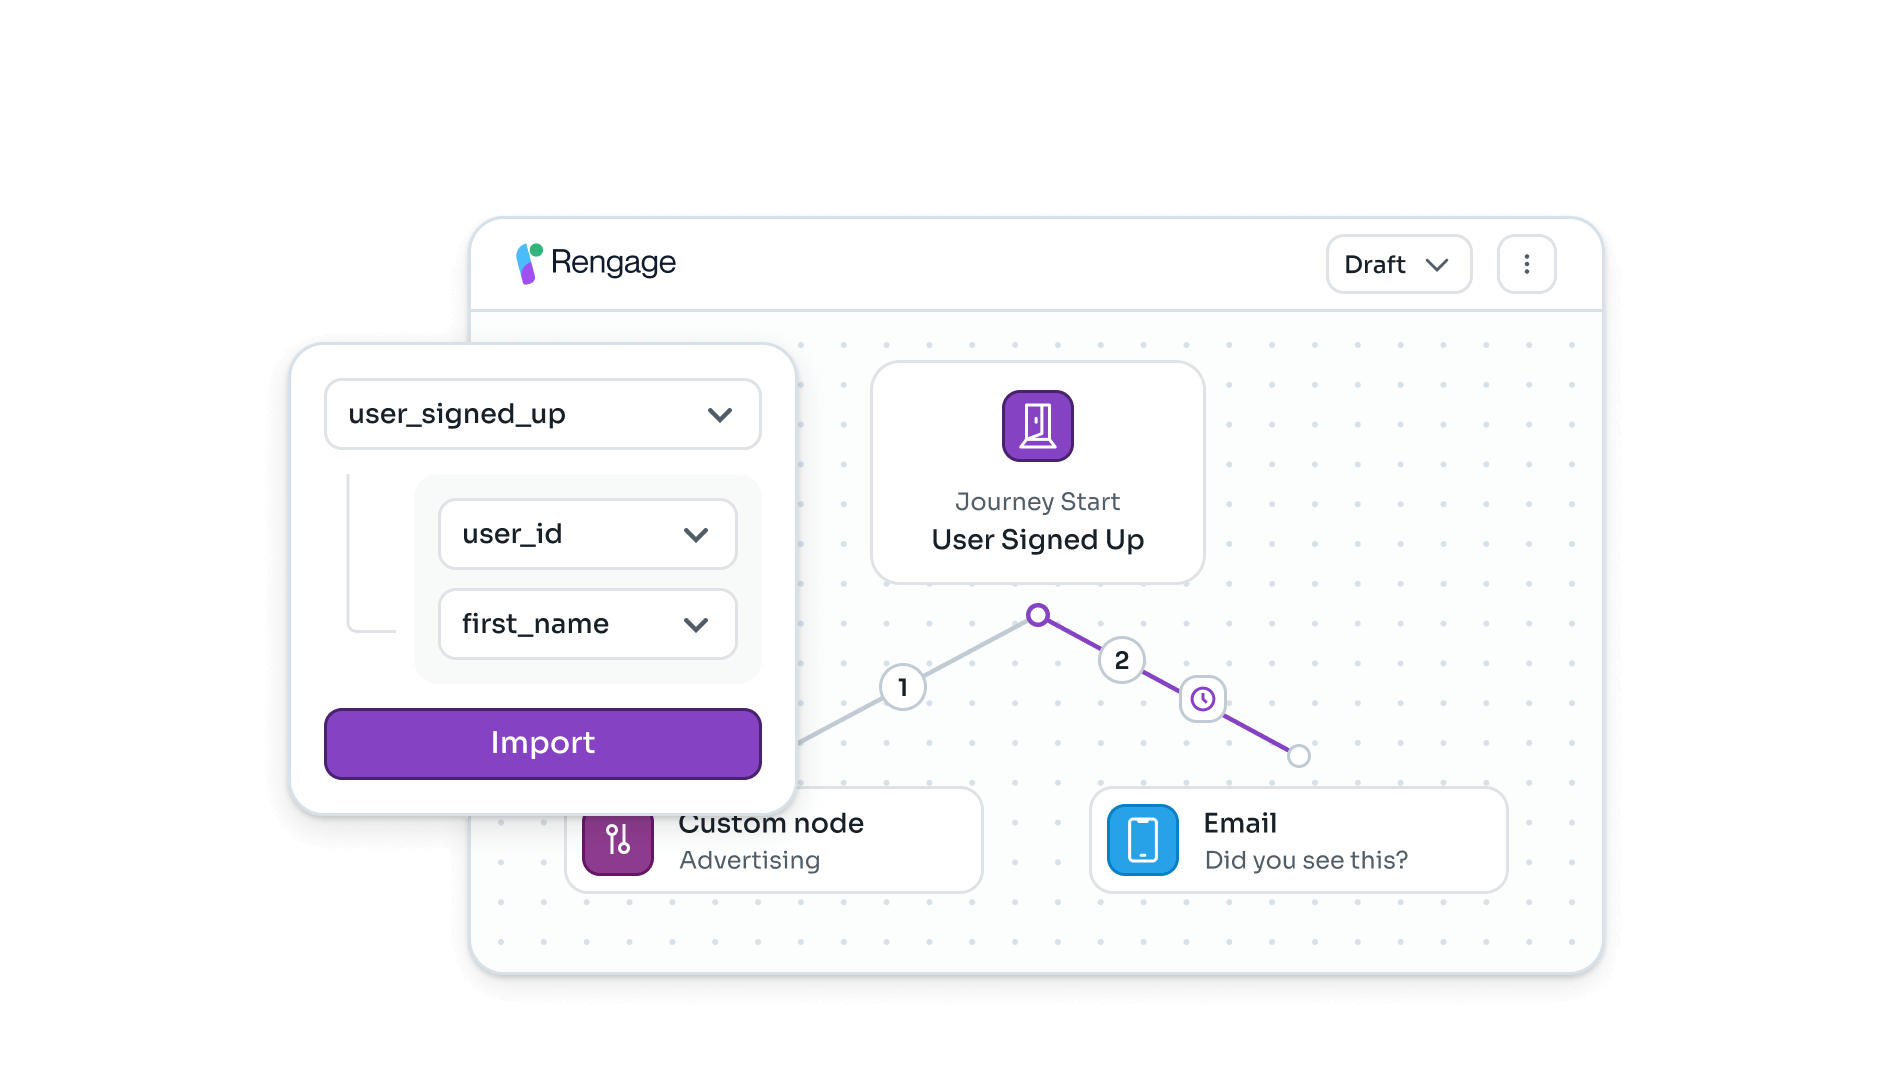 Rengage
Draft
user_signed_up
user_id
first_name
Import
Journey Start
User Signed Up
1
2
Custom node
Advertising
Email
Did you see this?